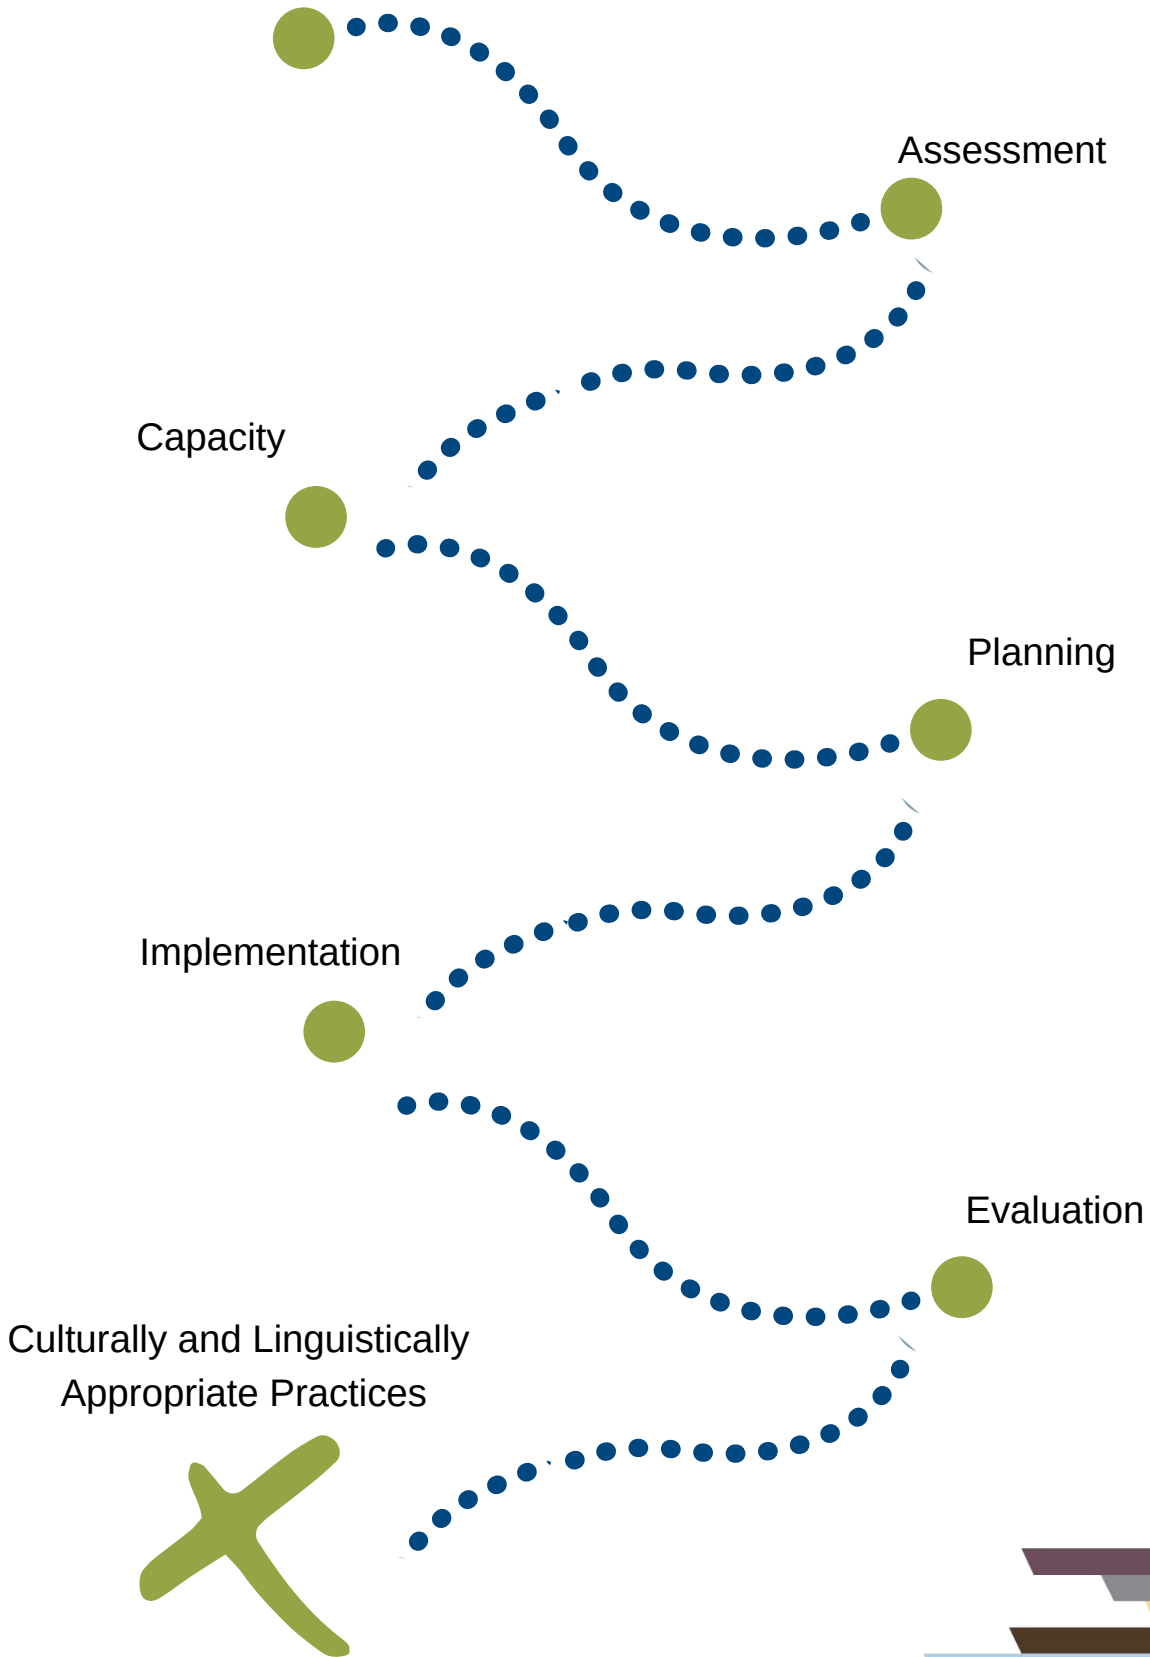 Assessment
Capacity
Planning
Implementation
Evaluation
Culturally and Linguistically
Appropriate Practices